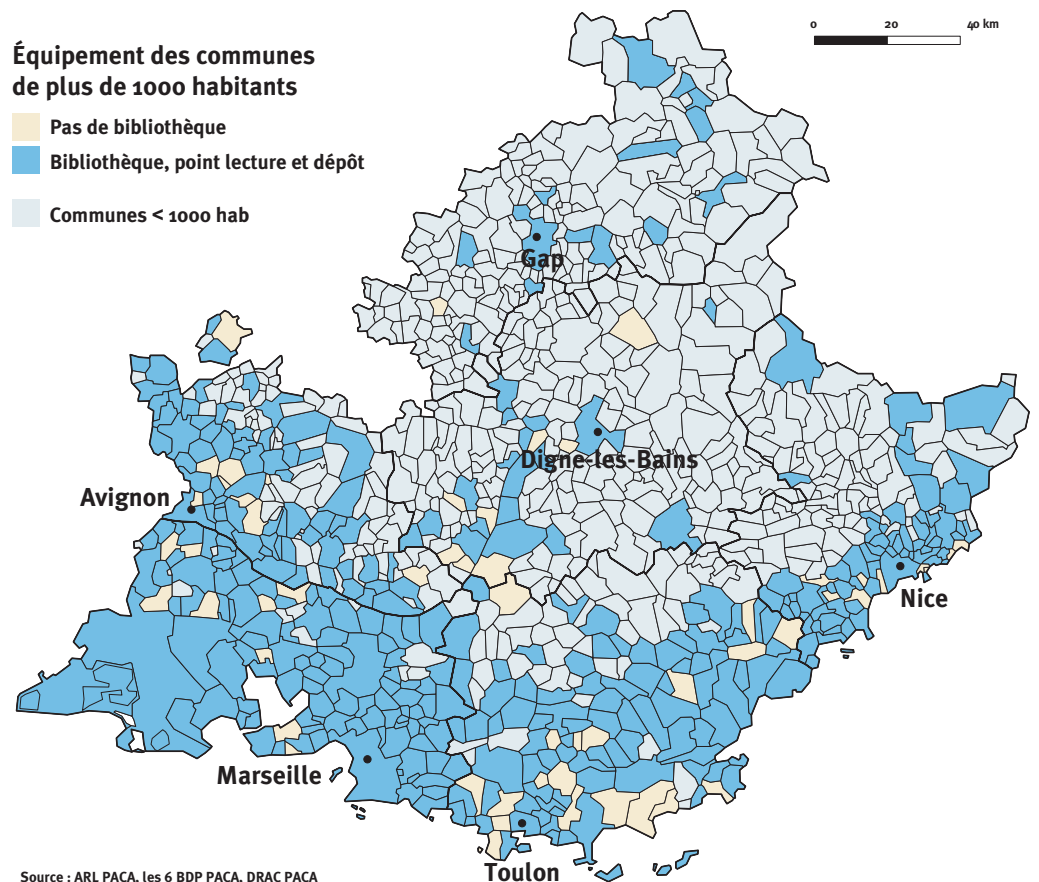 0 20 40 km
Équipement des communes
de plus de 1000 habitants
Pas de bibliothèque
Bibliothèque, point lecture et dépôt
Communes < 1000 hab
Gap
Digne-les-Bains
Avignon
Nice
Marseille
Toulon
Source : ARL PACA, les 6 BDP PACA, DRAC PACA